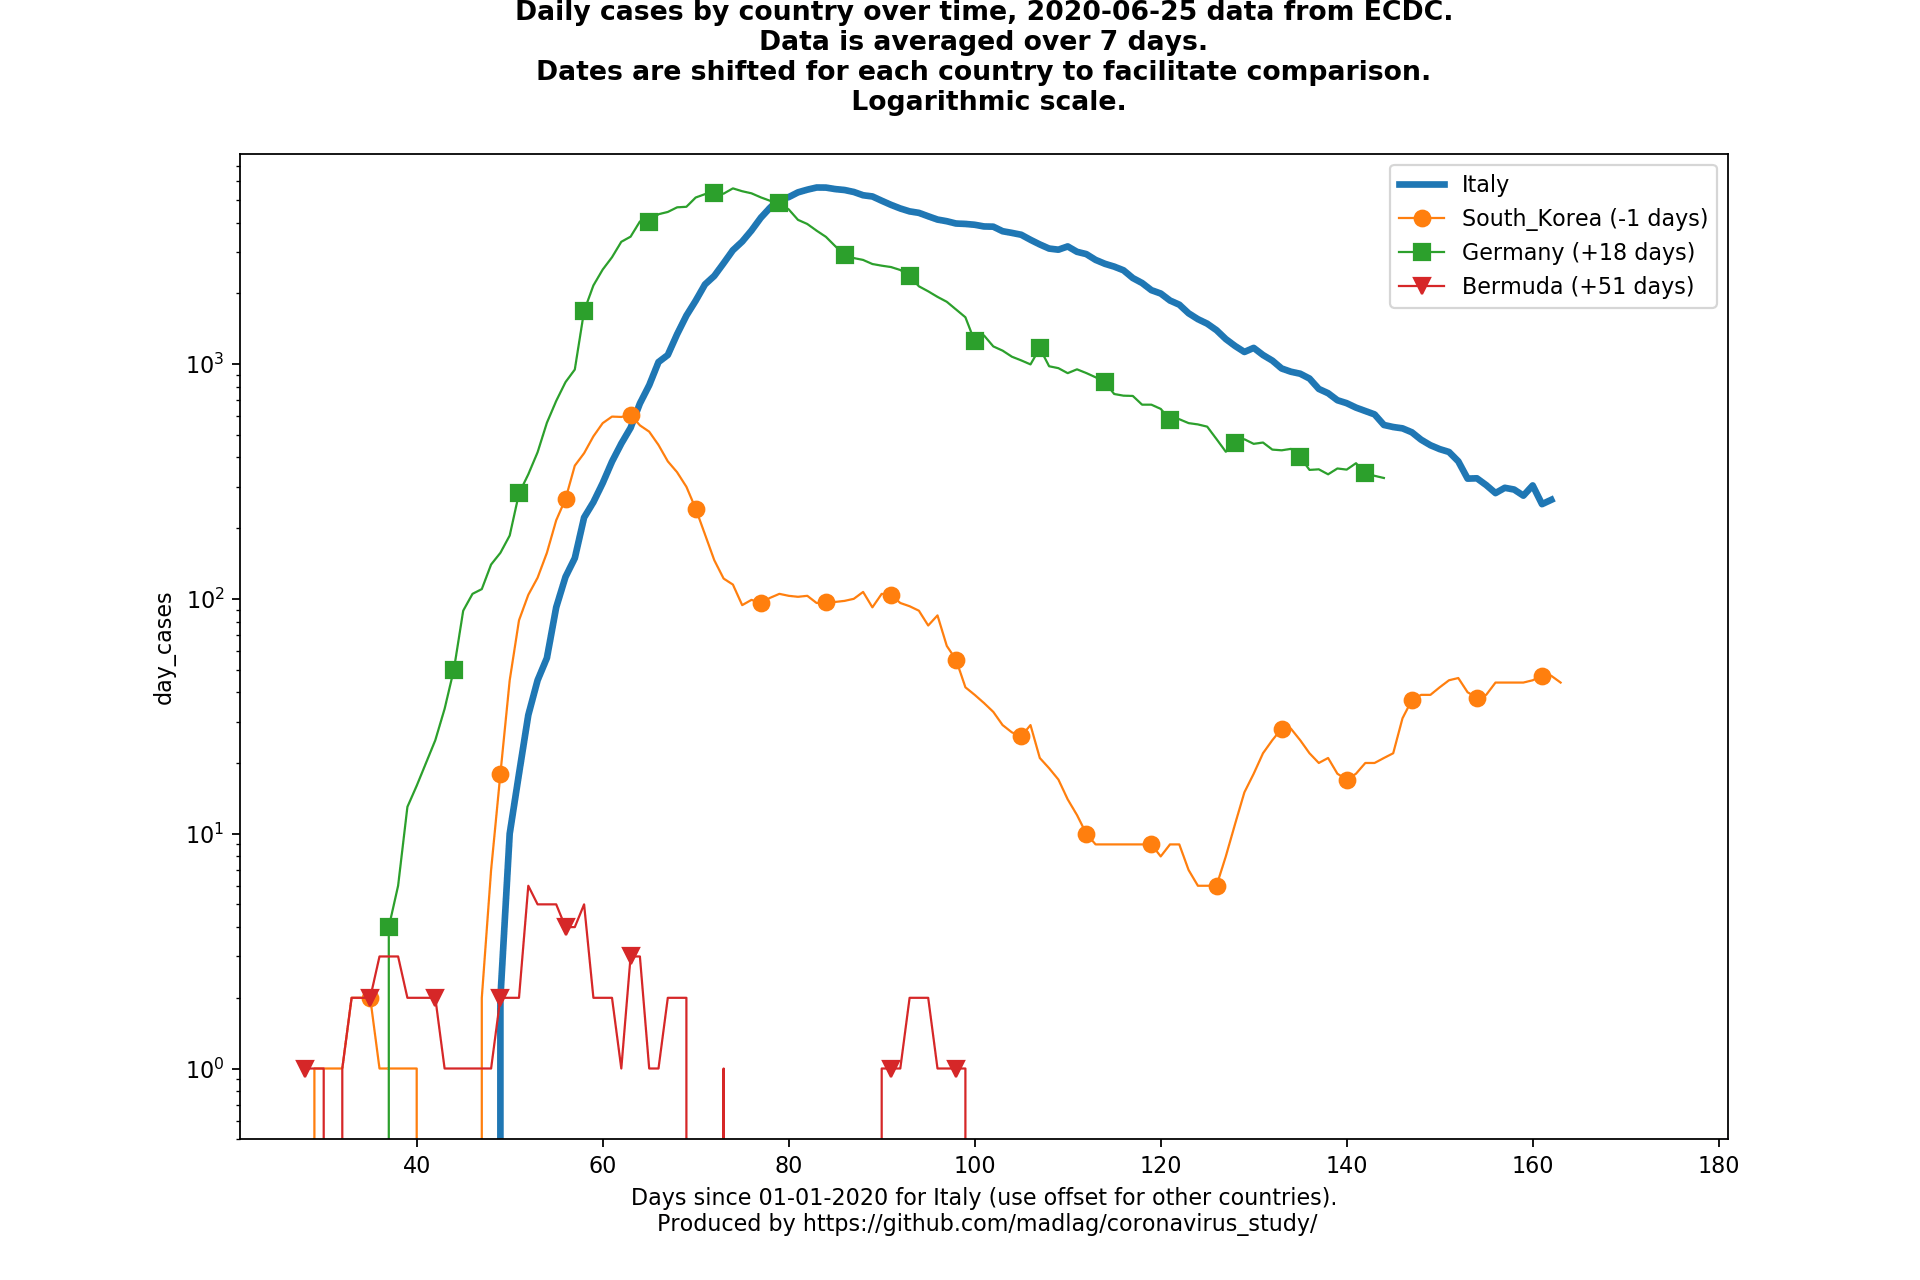 Daily cases by country over time, 2020-06-25 data from ECDC.
Data is averaged over 7 days.
Dates are shifted for each country to facilitate comparison.
Logarithmic scale.
Italy
South_Korea (-1 days)
Germany (+18 days)
Bermuda (+51 days)
10³
10²
10¹
10⁰
day_cases
40 60 80 100 120 140 160 180
Days since 01-01-2020 for Italy (use offset for other countries).
Produced by https://github.com/madlag/coronavirus_study/